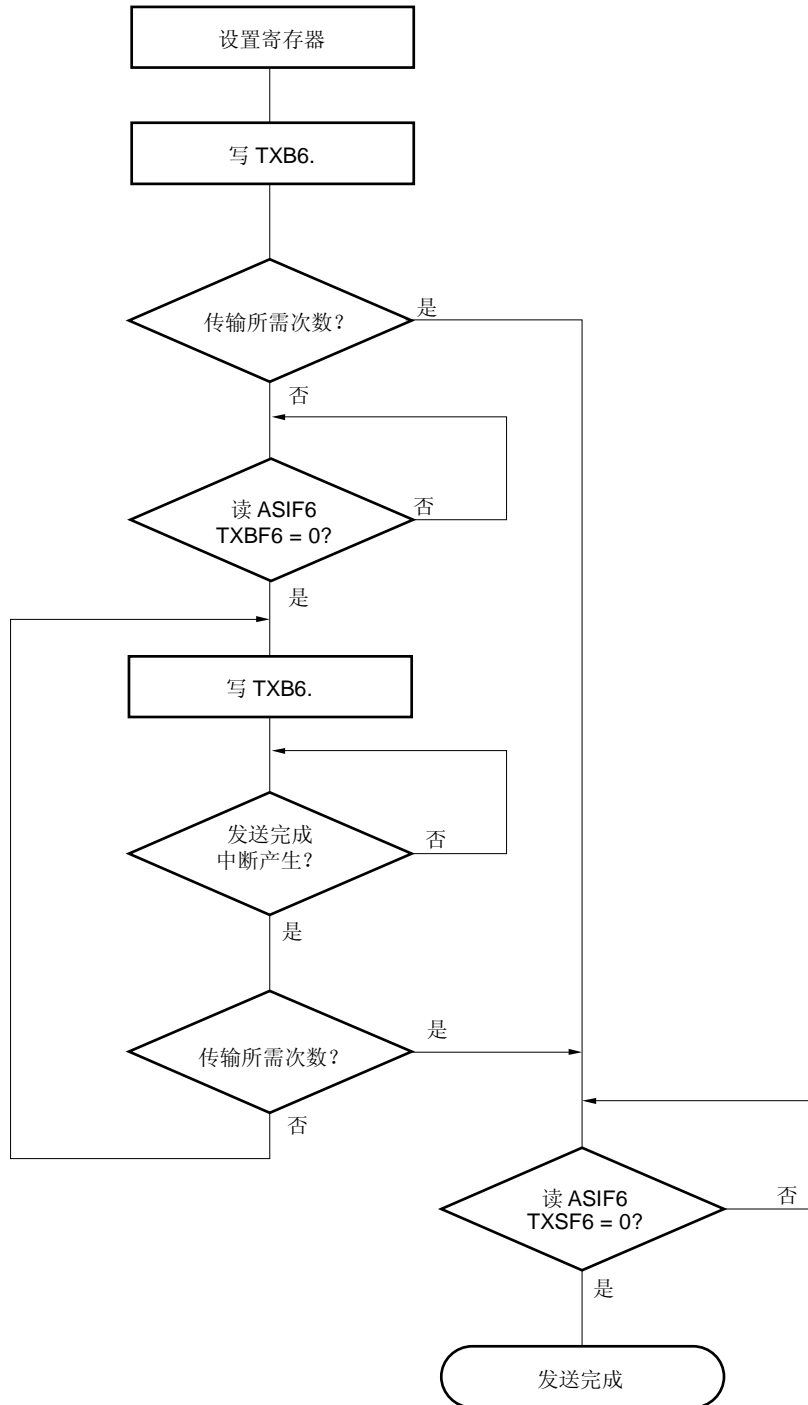 设置寄存器
写 TXB6.
传输所需次数？
是
否
读 ASIF6
TXBF6 = 0?
否
是
写 TXB6.
发送完成
中断产生？
否
是
传输所需次数？
是
否
读 ASIF6
TXSF6 = 0?
否
是
发送完成